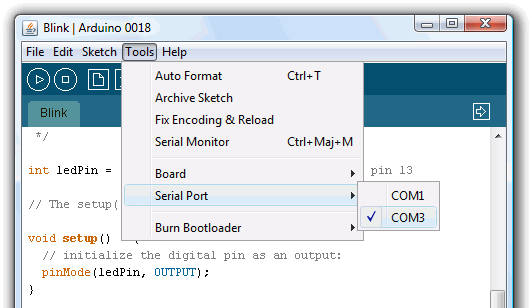 Blink | Arduino 0018
File Edit Sketch Tools Help
Auto Format Ctrl+T
Archive Sketch
Fix Encoding & Reload
Serial Monitor Ctrl+Maj+M
Board
Serial Port
Burn Bootloader
COM1
COM3
Blink
*/
int ledPin = pin 13
// The setup(
void setup()
// initialize the digital pin as an output:
pinMode(ledPin, OUTPUT);
}